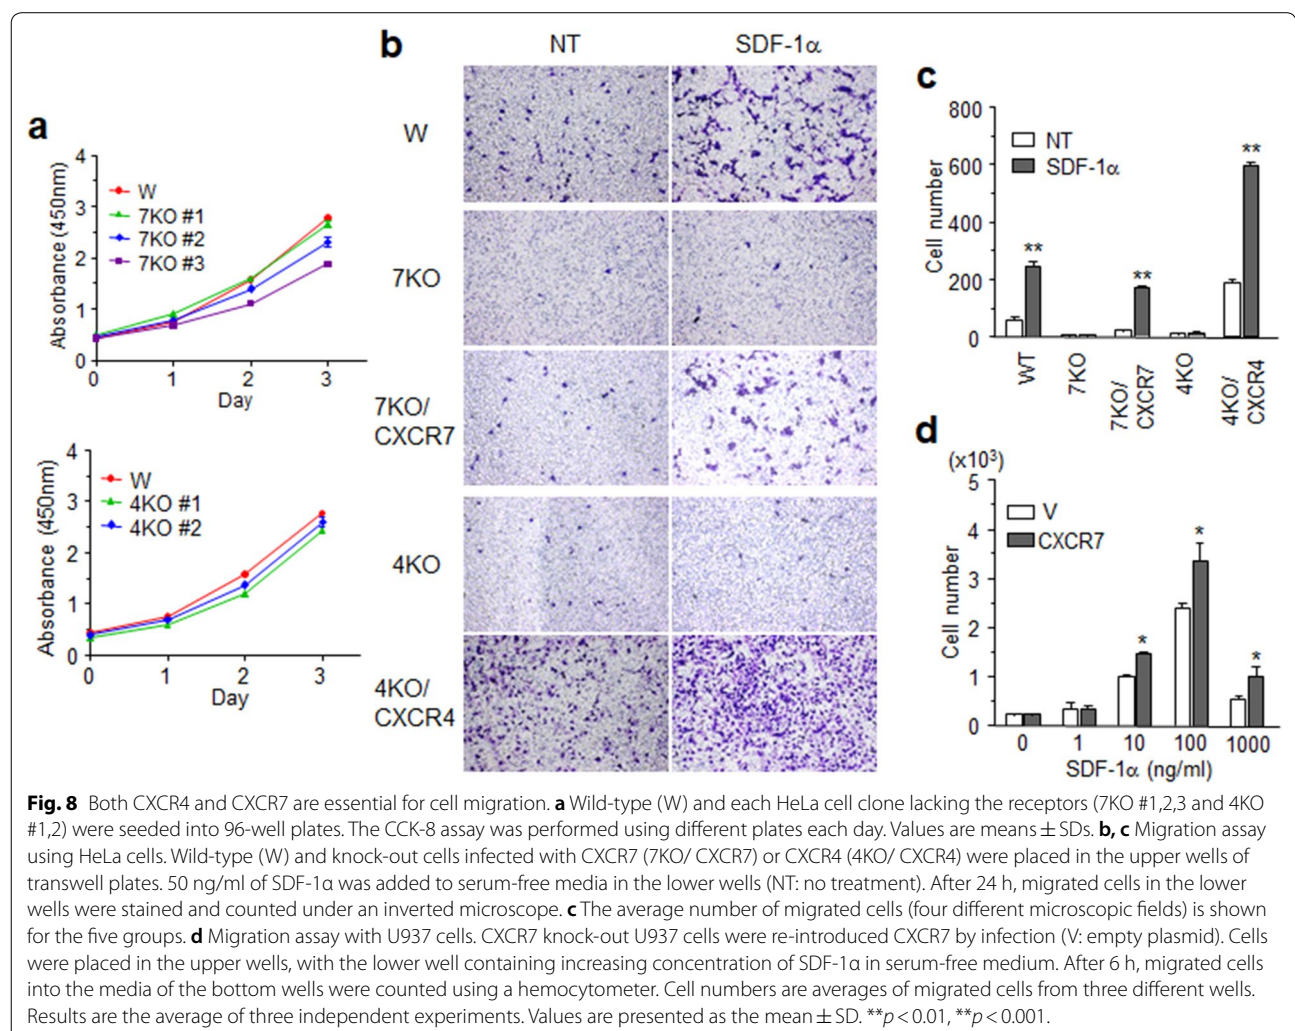 a
4
3
2
1
0
Absorbance (450nm)
W
7KO #1
7KO #2
7KO #3
0 1 2 3
Day
4
3
2
1
0
Absorbance (450nm)
W
4KO #1
4KO #2
0 1 2 3
Day
b
NT SDF-1α
W
7KO
7KO/
CXCR7
4KO
4KO/
CXCR4
c
800
600
400
200
0
Cell number
NT
SDF-1α
** ** **
WT
7KO
7KO/
CXCR7
4KO
4KO/
CXCR4
d
(x10³)
5
4
3
2
1
0
Cell number
V
CXCR7
* * *
0 1 10 100 1000
SDF-1α (ng/ml)
Fig. 8 Both CXCR4 and CXCR7 are essential for cell migration. a Wild-type (W) and each HeLa cell clone lacking the receptors (7KO #1,2,3 and 4KO
#1,2) were seeded into 96-well plates. The CCK-8 assay was performed using different plates each day. Values are means ± SDs. b, c Migration assay
using HeLa cells. Wild-type (W) and knock-out cells infected with CXCR7 (7KO/ CXCR7) or CXCR4 (4KO/ CXCR4) were placed in the upper wells of
transwell plates. 50 ng/ml of SDF-1α was added to serum-free media in the lower wells (NT: no treatment). After 24 h, migrated cells in the lower
wells were stained and counted under an inverted microscope. c The average number of migrated cells (four different microscopic fields) is shown
for the five groups. d Migration assay with U937 cells. CXCR7 knock-out U937 cells were re-introduced CXCR7 by infection (V: empty plasmid). Cells
were placed in the upper wells, with the lower well containing increasing concentration of SDF-1α in serum-free medium. After 6 h, migrated cells
into the media of the bottom wells were counted using a hemocytometer. Cell numbers are averages of migrated cells from three different wells.
Results are the average of three independent experiments. Values are presented as the mean ± SD. **p < 0.01, **p < 0.001.